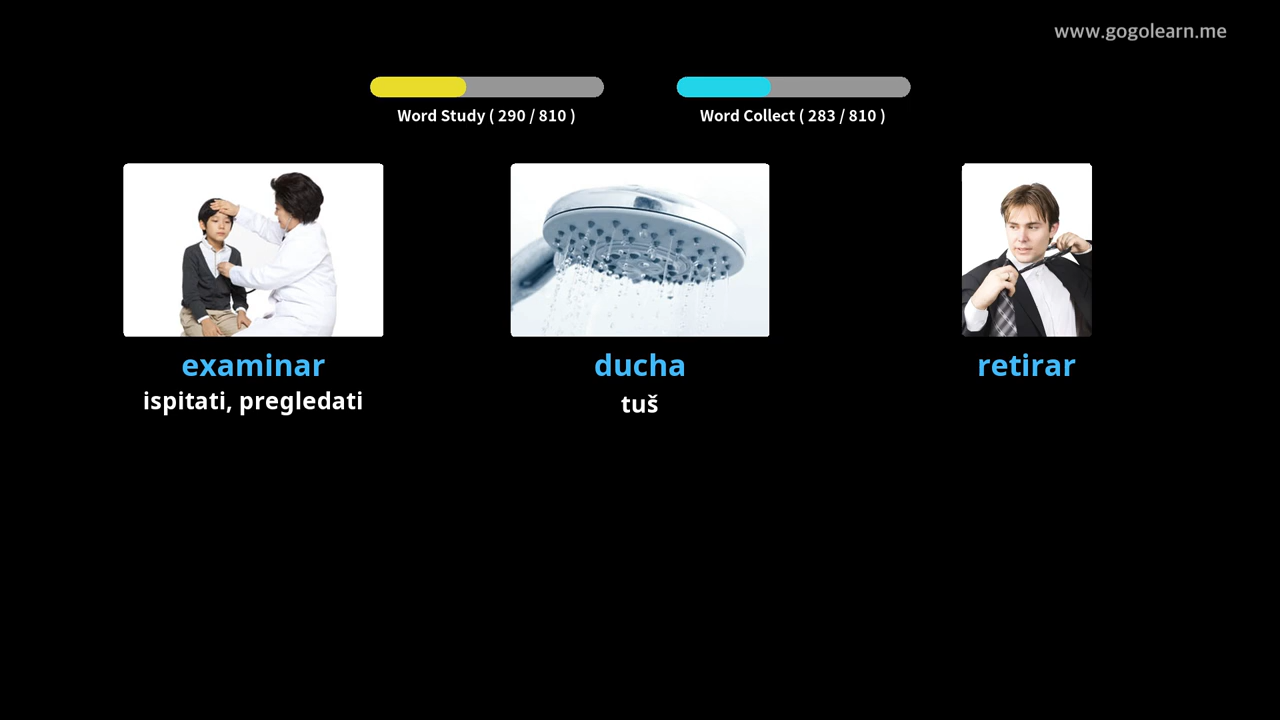 www.gogolearn.me
Word Study ( 290 / 810 )
Word Collect ( 283 / 810 )
examinar
ispitati, pregledati
ducha
tuš
retirar